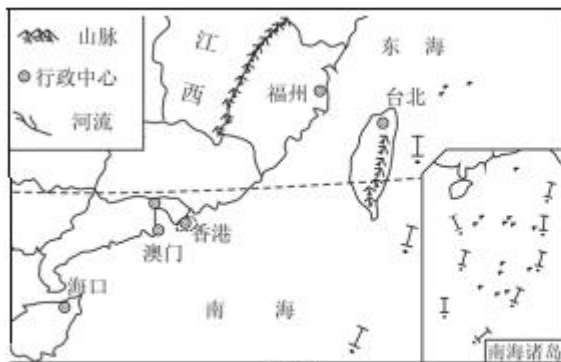 山脉
行政中心
河流
江
西
东海
福州
台北
香港
澳门
海口
南海
南海诸岛